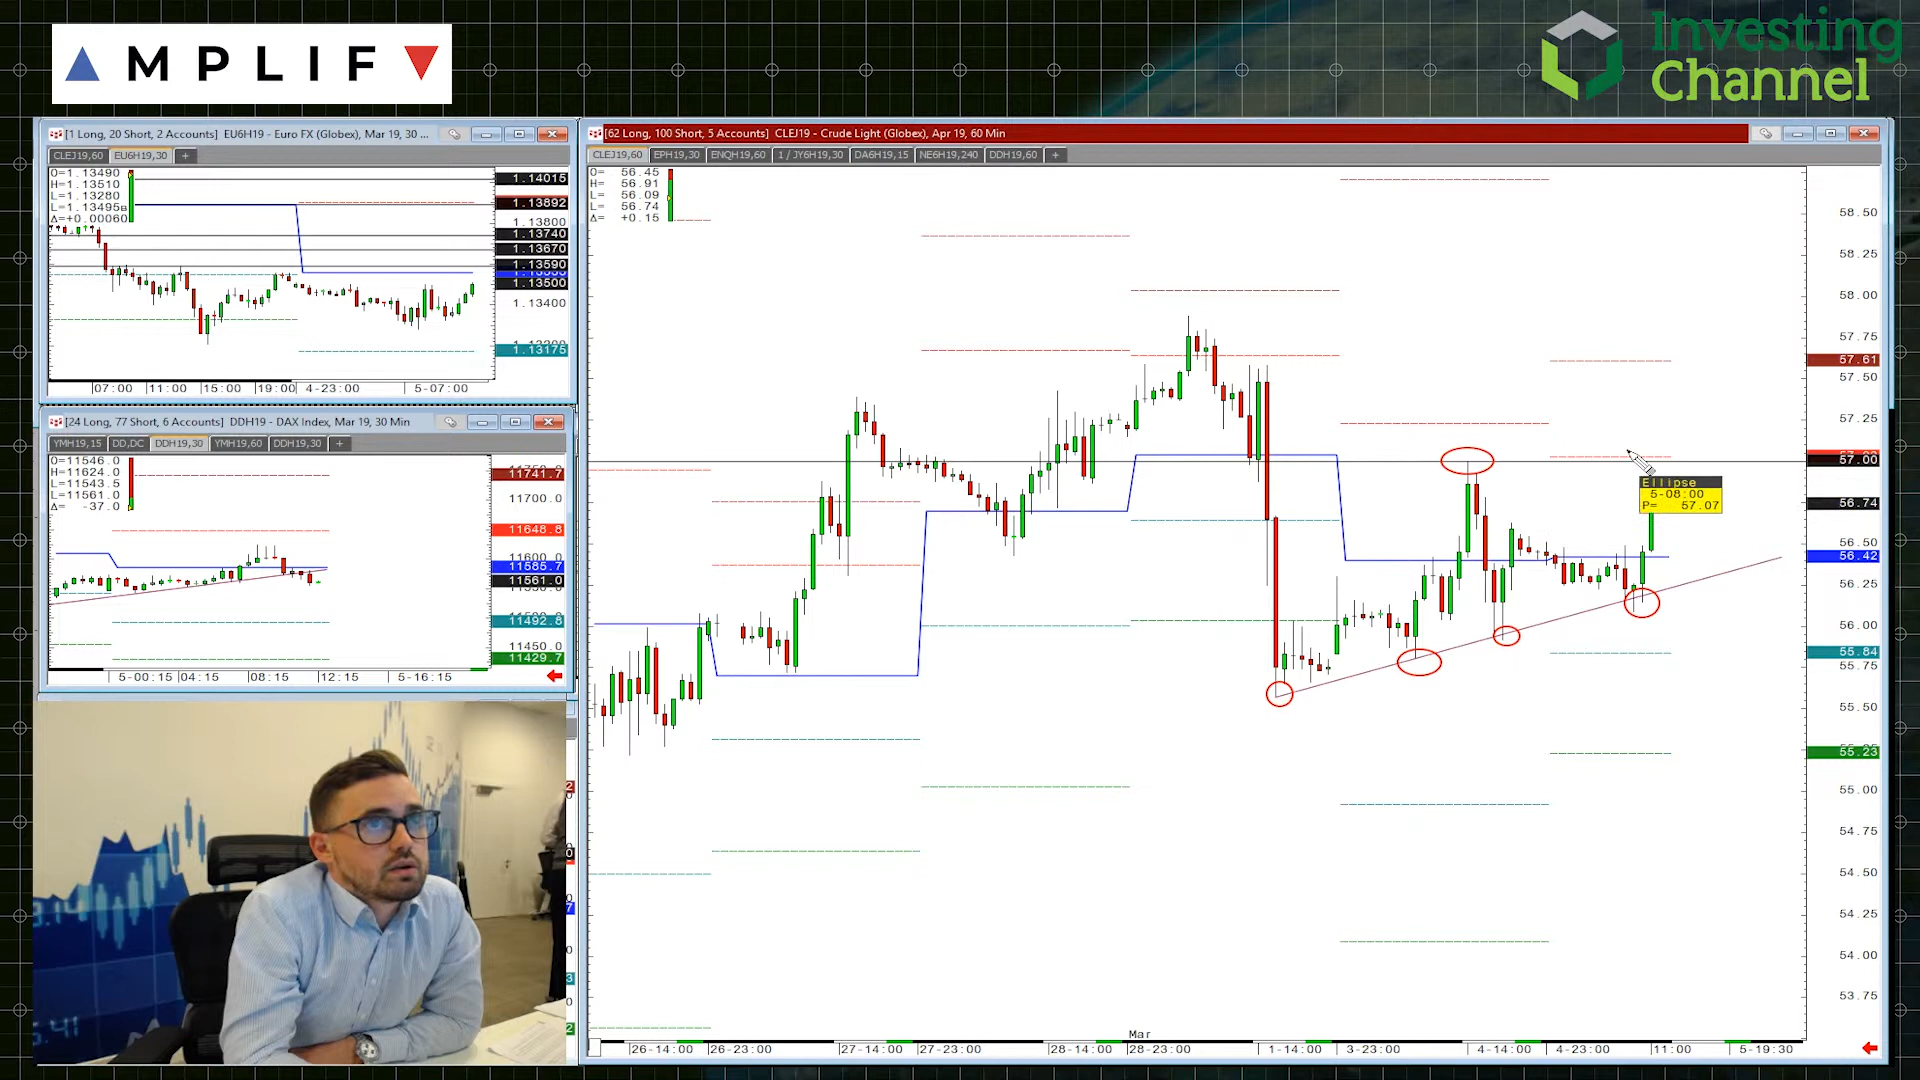 ▲ M P L I F ▼
Investing
Channel
[1 Long, 20 Short, 2 Accounts] EU6H19 - Euro FX (Globex), Mar 19, 30 ...
CLEJ19,60 EU6H19,30 +
O=1.13490
H=1.13510
L=1.13280
L=1.13495B
Δ=+0.00060
1.14015
1.13892
1.13800
1.13740
1.13670
1.13590
1.13500
1.13400
1.13175
07:00 11:00 15:00 19:00 4-23:00 5-07:00
[24 Long, 77 Short, 6 Accounts] DDH19 - DAX Index, Mar 19, 30 Min
YMH19,15 DD,DC DDH19,30 YMH19,60 DDH19,30 +
O=11546.0
H=11624.0
L=11543.5
L=11561.0
Δ= -37.0
11741.7
11700.0
11648.8
11600.0
11585.7
11561.0
11492.8
11450.0
11429.7
5-00:15 04:15 08:15 12:15 5-16:15
[62 Long, 100 Short, 5 Accounts] CLEJ19 - Crude Light (Globex), Apr 19, 60 Min
CLEJ19,60 EPH19,30 ENQH19,60 1 / JY6H19,30 DA6H19,15 NE6H19,240 DDH19,60 +
O= 56.45
H= 56.91
L= 56.09
L= 56.74
Δ= +0.15
58.50
58.25
58.00
57.75
57.61
57.50
57.25
57.00
56.74
56.50
56.42
56.25
56.00
55.84
55.75
55.50
55.23
55.00
54.75
54.50
54.25
54.00
53.75
Ellipse
5-08:00
P= 57.07
Mar
26-14:00 26-23:00 27-14:00 27-23:00 28-14:00 28-23:00 1-14:00 3-23:00 4-14:00 4-23:00 11:00 5-19:30